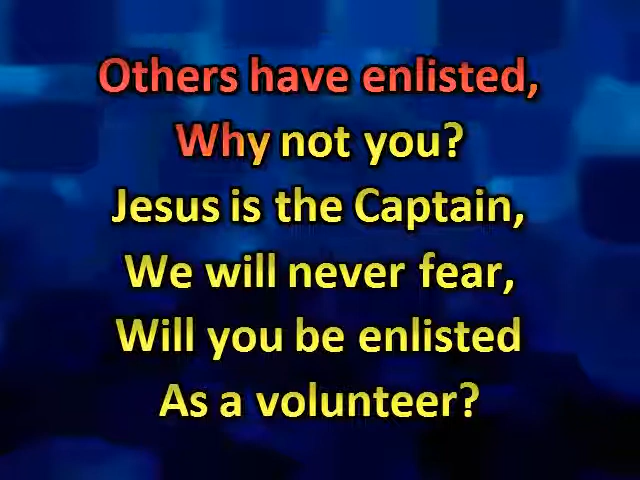 Others have enlisted,
Why not you?
Jesus is the Captain,
We will never fear,
Will you be enlisted
As a volunteer?